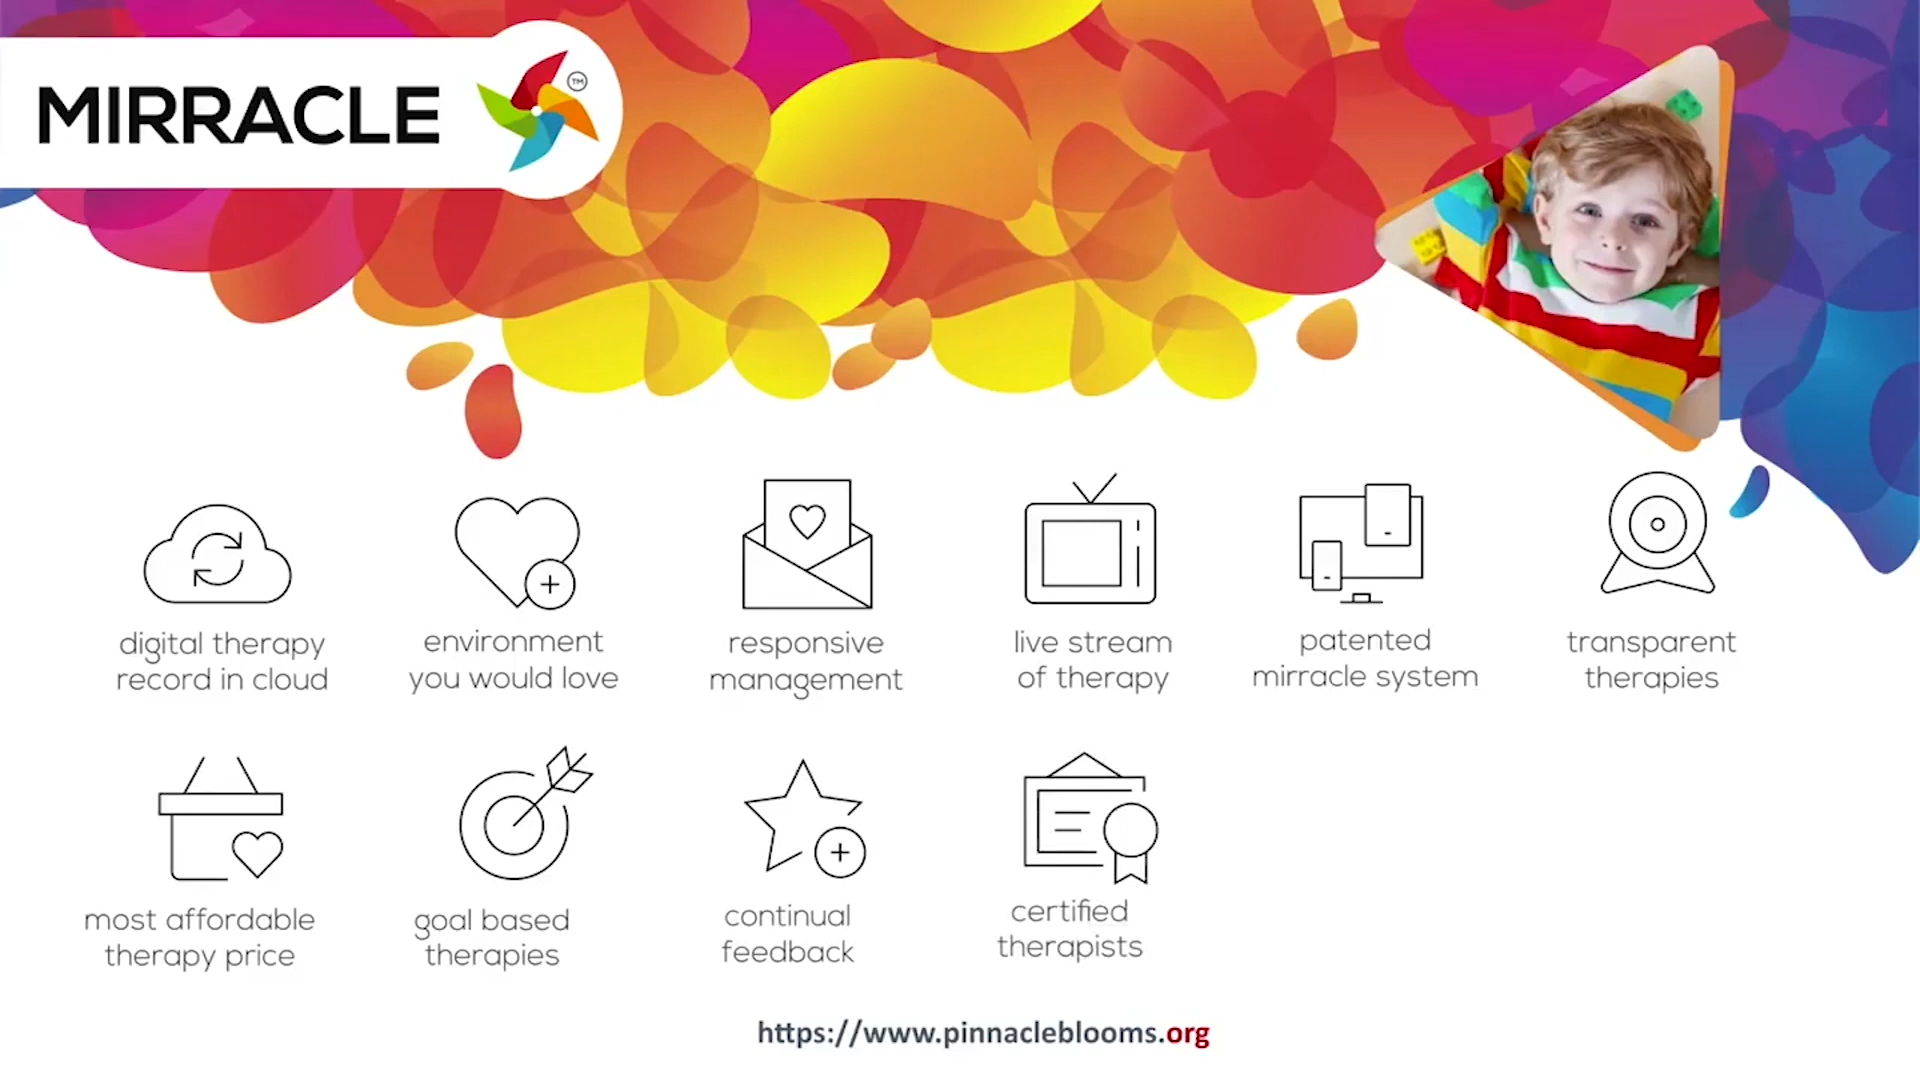 MIRRACLE
TM
digital therapy
record in cloud
environment
you would love
responsive
management
live stream
of therapy
patented
mirracle system
transparent
therapies
most affordable
therapy price
goal based
therapies
continual
feedback
certified
therapists
https://www.pinnacleblooms.org